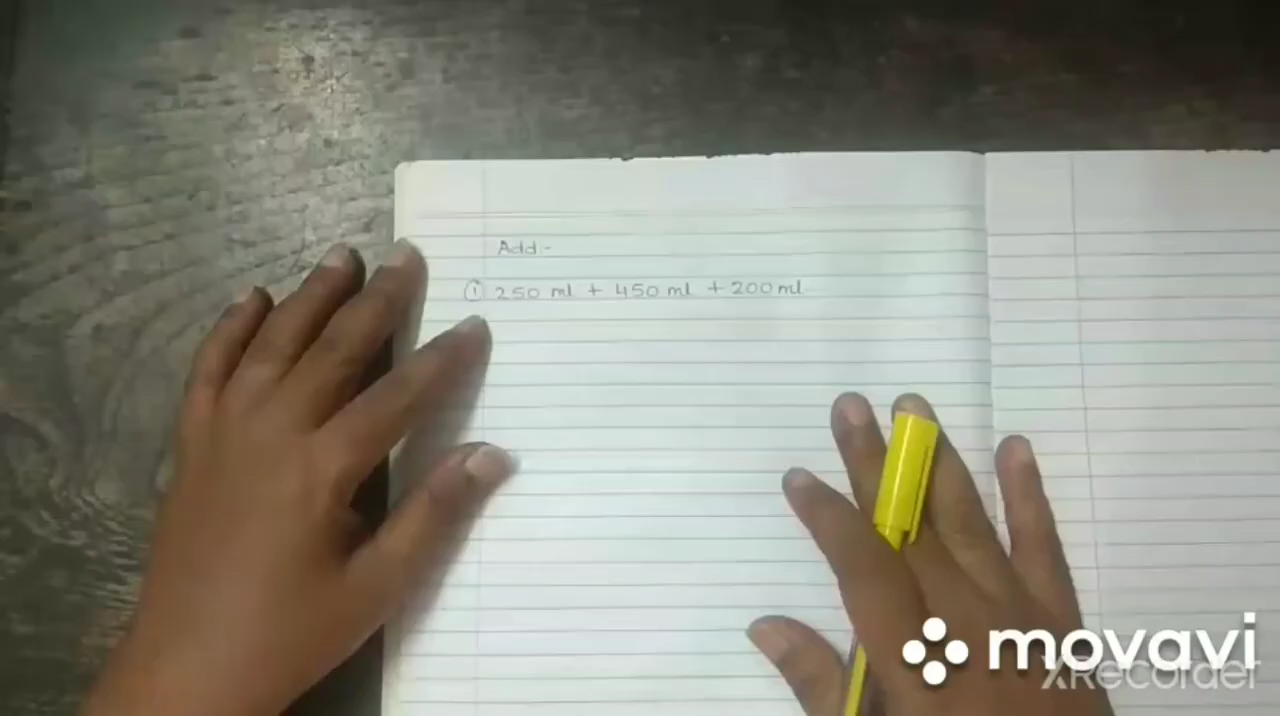 Add:-
① 250 ml + 450 ml + 200 ml
movavi
XRecorder